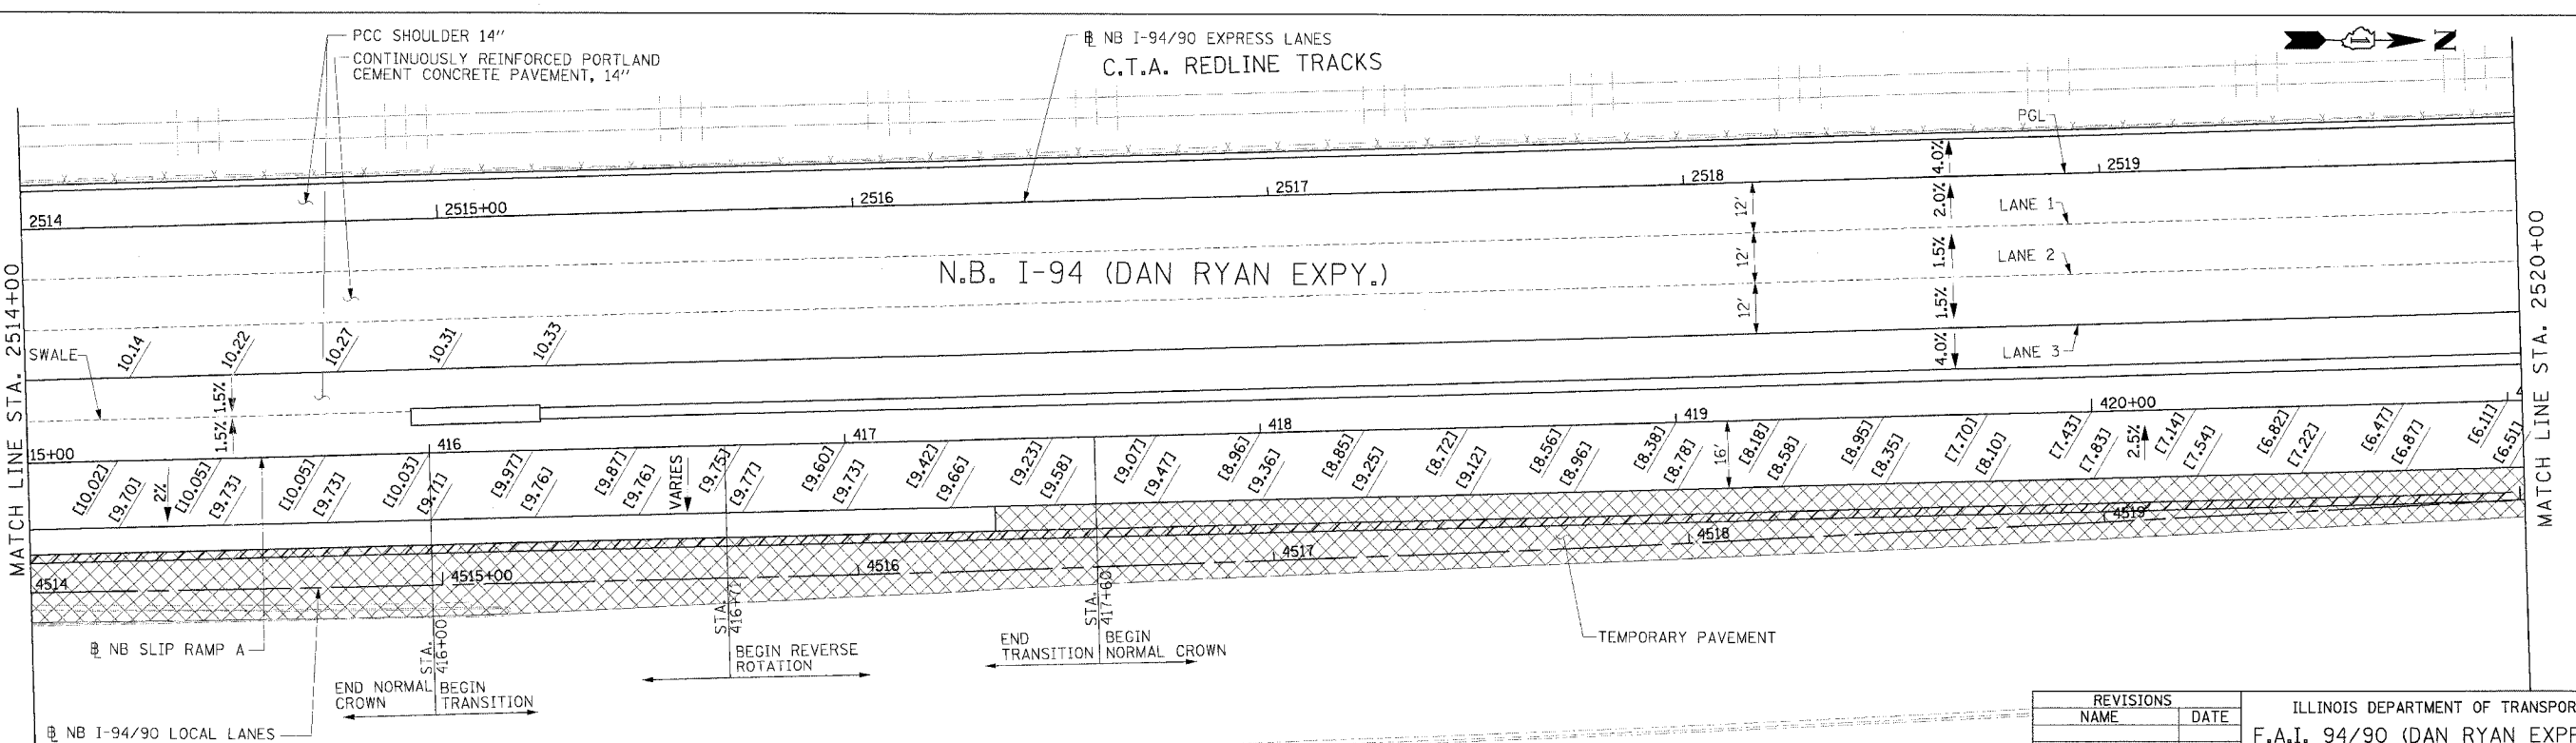 PCC SHOULDER 14"
CONTINUOUSLY REINFORCED PORTLAND
CEMENT CONCRETE PAVEMENT, 14"
℄ NB I-94/90 EXPRESS LANES
C.T.A. REDLINE TRACKS
N
PGL
2514
2515+00
2516
2517
2518
2519
4.0%
2.0%
1.5%
1.5%
4.0%
12'
12'
12'
LANE 1
LANE 2
LANE 3
N.B. I-94 (DAN RYAN EXPY.)
MATCH LINE STA. 2514+00
MATCH LINE STA. 2520+00
SWALE
10.14
10.22
10.27
10.31
10.33
1.5%
1.5%
15+00
416
417
418
419
420+00
[10.02]
[9.70]
2%
[10.05]
[9.73]
[10.05]
[9.73]
[10.03]
[9.71]
[9.97]
[9.76]
[9.87]
[9.76]
VARIES
[9.75]
[9.77]
[9.60]
[9.73]
[9.42]
[9.66]
[9.23]
[9.58]
[9.07]
[9.47]
[8.96]
[9.36]
[8.85]
[9.25]
[8.72]
[9.12]
[8.56]
[8.96]
[8.38]
[8.78]
16'
[8.18]
[8.58]
[8.95]
[8.35]
[7.70]
[8.10]
[7.43]
[7.83]
2.5%
[7.14]
[7.54]
[6.82]
[7.22]
[6.47]
[6.87]
[6.11]
[6.51]
4514
4515+00
4516
4517
4518
4519
STA.
416+00
STA.
STA.
417+60
℄ NB SLIP RAMP A
END NORMAL
CROWN
BEGIN
TRANSITION
BEGIN REVERSE
ROTATION
END
TRANSITION
BEGIN
NORMAL CROWN
TEMPORARY PAVEMENT
℄ NB I-94/90 LOCAL LANES
REVISIONS
NAME
DATE
ILLINOIS DEPARTMENT OF TRANSPOR
F.A.I. 94/90 (DAN RYAN EXP